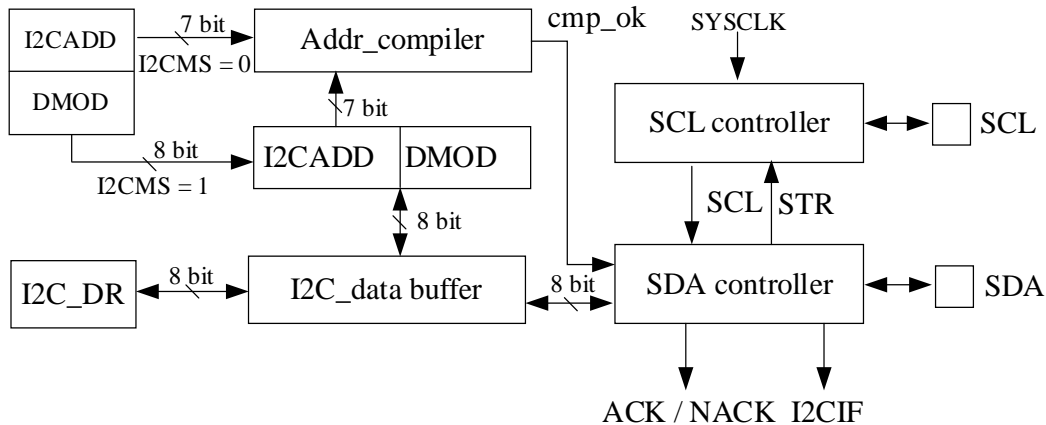 I2CADD
7 bit
I2CMS = 0
Addr_compiler
cmp_ok
SYSCLK
DMOD
7 bit
SCL controller
SCL
8 bit
I2CMS = 1
I2CADD
DMOD
SCL
STR
8 bit
I2C_DR
8 bit
I2C_data buffer
8 bit
SDA controller
SDA
ACK / NACK
I2CIF